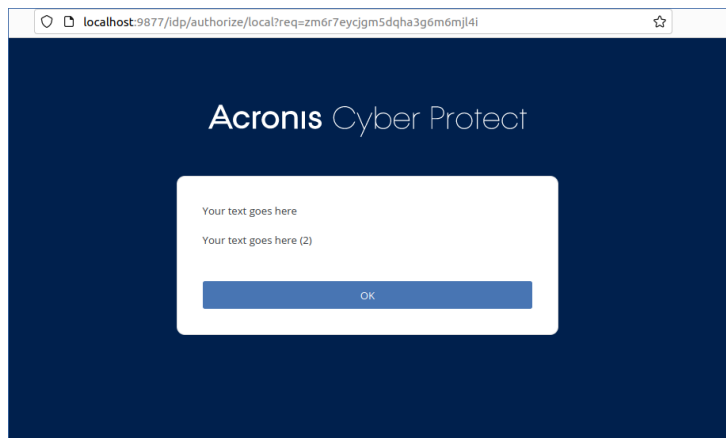 localhost:9877/idp/authorize/local?req=zm6r7eycjgm5dqha3g6m6mjl4i
Acronis Cyber Protect
Your text goes here
Your text goes here (2)
OK